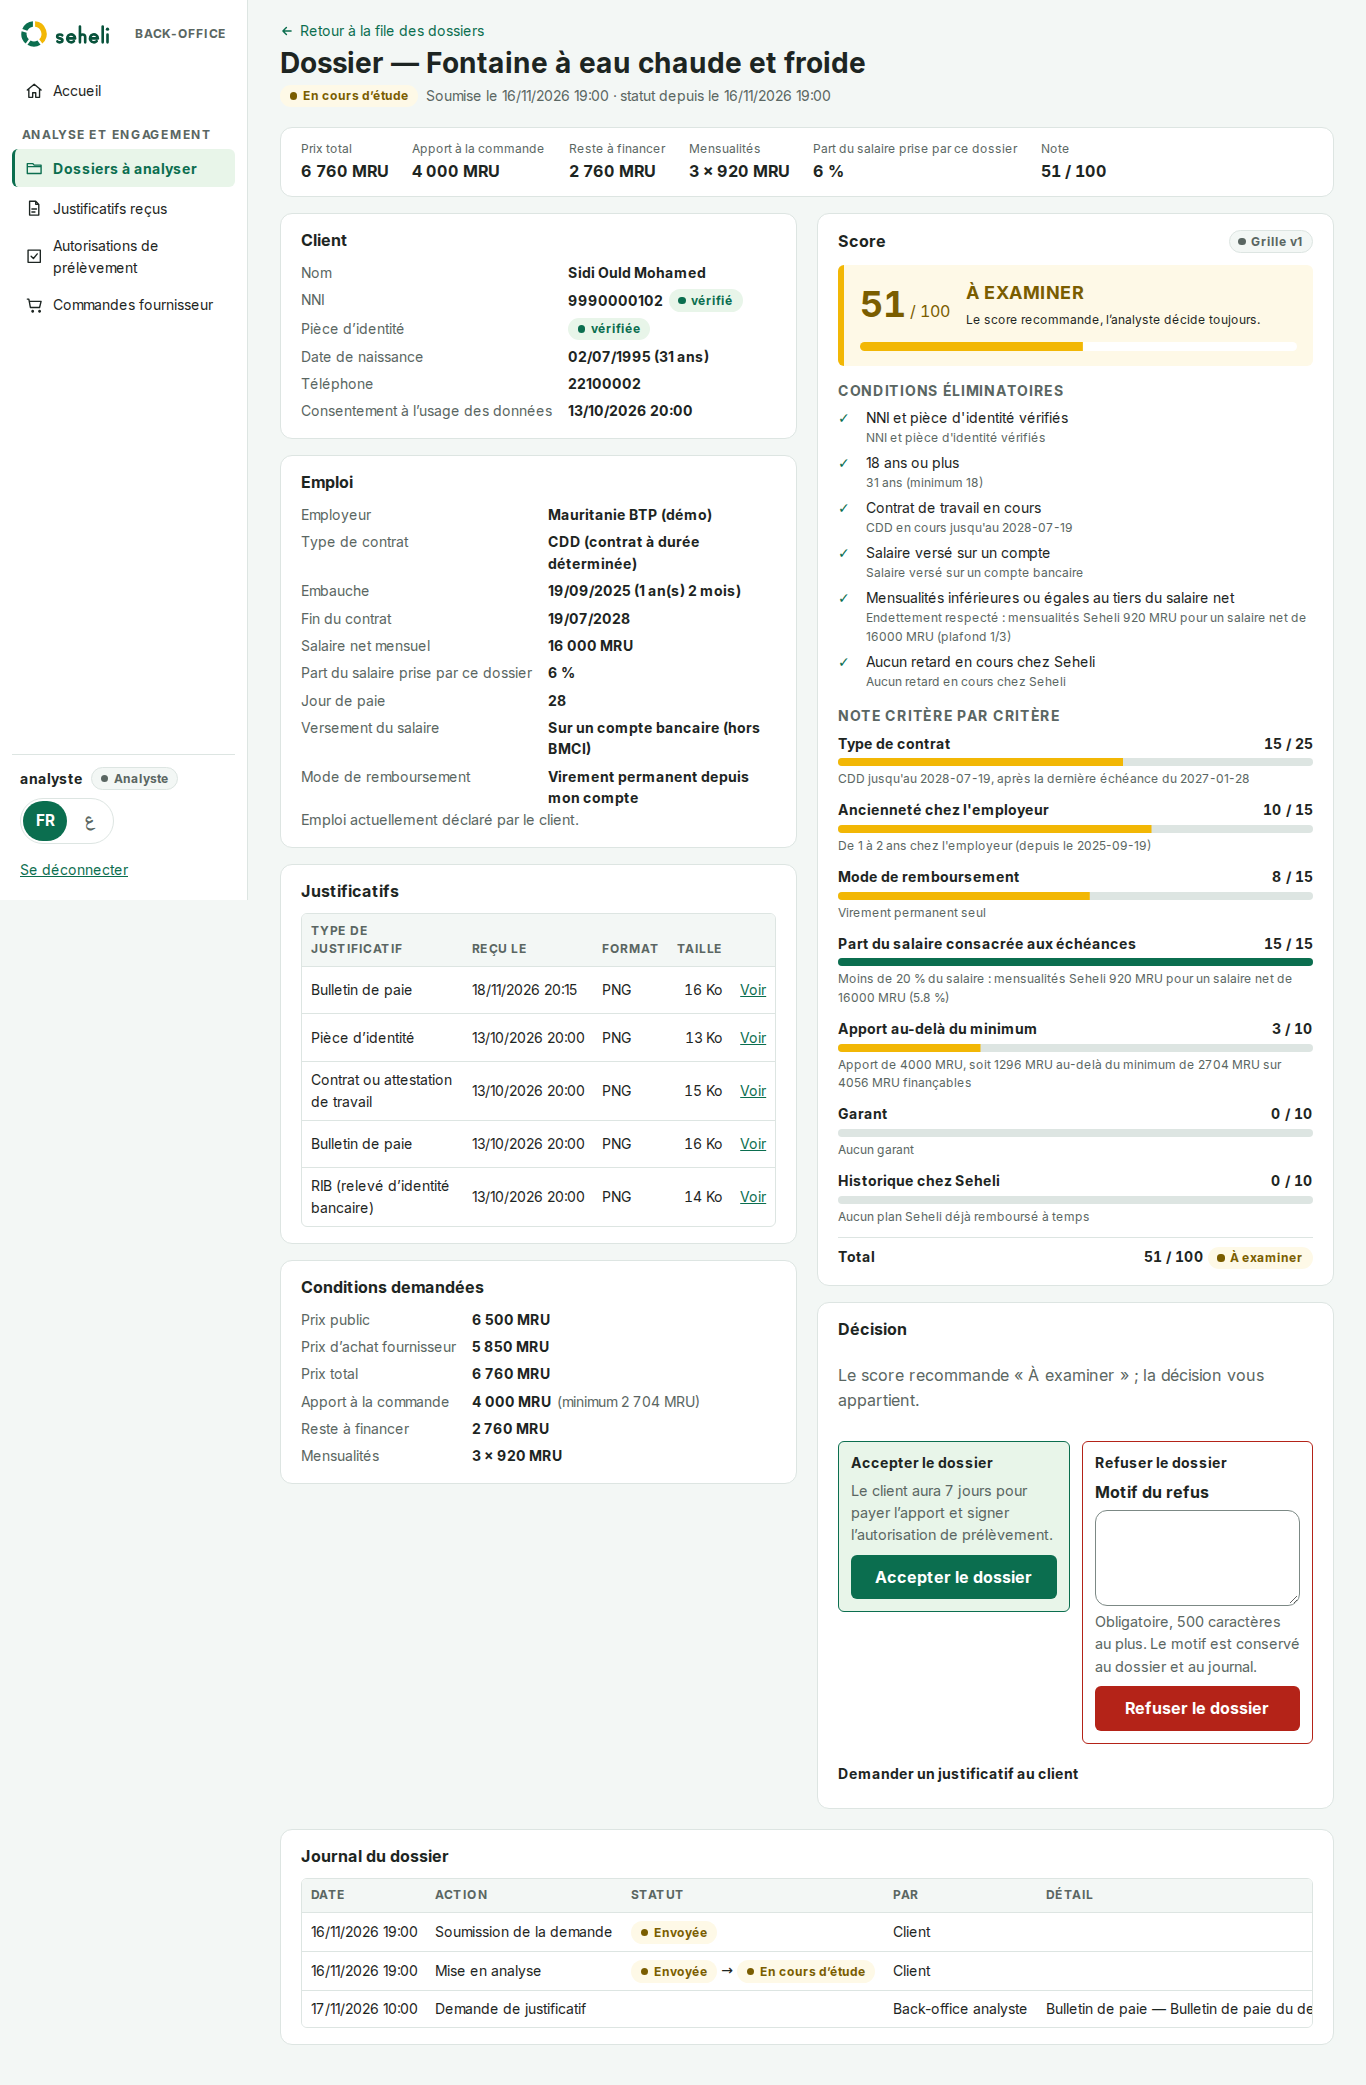 seheli BACK-OFFICE
Accueil
ANALYSE ET ENGAGEMENT
Dossiers à analyser
Justificatifs reçus
Autorisations de
prélèvement
Commandes fournisseur
analyste Analyste
FR ع
Se déconnecter
← Retour à la file des dossiers
Dossier — Fontaine à eau chaude et froide
En cours d’étude Soumise le 16/11/2026 19:00 · statut depuis le 16/11/2026 19:00
Prix total Apport à la commande Reste à financer Mensualités Part du salaire prise par ce dossier Note
6 760 MRU 4 000 MRU 2 760 MRU 3 × 920 MRU 6 % 51 / 100
Client
Nom Sidi Ould Mohamed
NNI 9990000102 vérifié
Pièce d’identité vérifiée
Date de naissance 02/07/1995 (31 ans)
Téléphone 22100002
Consentement à l’usage des données 13/10/2026 20:00
Emploi
Employeur Mauritanie BTP (démo)
Type de contrat CDD (contrat à durée
déterminée)
Embauche 19/09/2025 (1 an(s) 2 mois)
Fin du contrat 19/07/2028
Salaire net mensuel 16 000 MRU
Part du salaire prise par ce dossier 6 %
Jour de paie 28
Versement du salaire Sur un compte bancaire (hors
BMCI)
Mode de remboursement Virement permanent depuis
mon compte
Emploi actuellement déclaré par le client.
Justificatifs
TYPE DE
JUSTIFICATIF REÇU LE FORMAT TAILLE
Bulletin de paie 18/11/2026 20:15 PNG 16 Ko Voir
Pièce d’identité 13/10/2026 20:00 PNG 13 Ko Voir
Contrat ou attestation
de travail 13/10/2026 20:00 PNG 15 Ko Voir
Bulletin de paie 13/10/2026 20:00 PNG 16 Ko Voir
RIB (relevé d’identité
bancaire) 13/10/2026 20:00 PNG 14 Ko Voir
Conditions demandées
Prix public 6 500 MRU
Prix d’achat fournisseur 5 850 MRU
Prix total 6 760 MRU
Apport à la commande 4 000 MRU (minimum 2 704 MRU)
Reste à financer 2 760 MRU
Mensualités 3 × 920 MRU
Score Grille v1
51 / 100 À EXAMINER
Le score recommande, l’analyste décide toujours.
CONDITIONS ÉLIMINATOIRES
✓ NNI et pièce d'identité vérifiés
NNI et pièce d'identité vérifiés
✓ 18 ans ou plus
31 ans (minimum 18)
✓ Contrat de travail en cours
CDD en cours jusqu'au 2028-07-19
✓ Salaire versé sur un compte
Salaire versé sur un compte bancaire
✓ Mensualités inférieures ou égales au tiers du salaire net
Endettement respecté : mensualités Seheli 920 MRU pour un salaire net de
16000 MRU (plafond 1/3)
✓ Aucun retard en cours chez Seheli
Aucun retard en cours chez Seheli
NOTE CRITÈRE PAR CRITÈRE
Type de contrat 15 / 25
CDD jusqu'au 2028-07-19, après la dernière échéance du 2027-01-28
Ancienneté chez l'employeur 10 / 15
De 1 à 2 ans chez l'employeur (depuis le 2025-09-19)
Mode de remboursement 8 / 15
Virement permanent seul
Part du salaire consacrée aux échéances 15 / 15
Moins de 20 % du salaire : mensualités Seheli 920 MRU pour un salaire net de
16000 MRU (5.8 %)
Apport au-delà du minimum 3 / 10
Apport de 4000 MRU, soit 1296 MRU au-delà du minimum de 2704 MRU sur
4056 MRU finançables
Garant 0 / 10
Aucun garant
Historique chez Seheli 0 / 10
Aucun plan Seheli déjà remboursé à temps
Total 51 / 100 À examiner
Décision
Le score recommande « À examiner » ; la décision vous
appartient.
Accepter le dossier
Le client aura 7 jours pour
payer l’apport et signer
l’autorisation de prélèvement.
Accepter le dossier
Refuser le dossier
Motif du refus
Obligatoire, 500 caractères
au plus. Le motif est conservé
au dossier et au journal.
Refuser le dossier
Demander un justificatif au client
Journal du dossier
DATE ACTION STATUT PAR DÉTAIL
16/11/2026 19:00 Soumission de la demande Envoyée Client
16/11/2026 19:00 Mise en analyse Envoyée → En cours d’étude Client
17/11/2026 10:00 Demande de justificatif Back-office analyste Bulletin de paie — Bulletin de paie du de